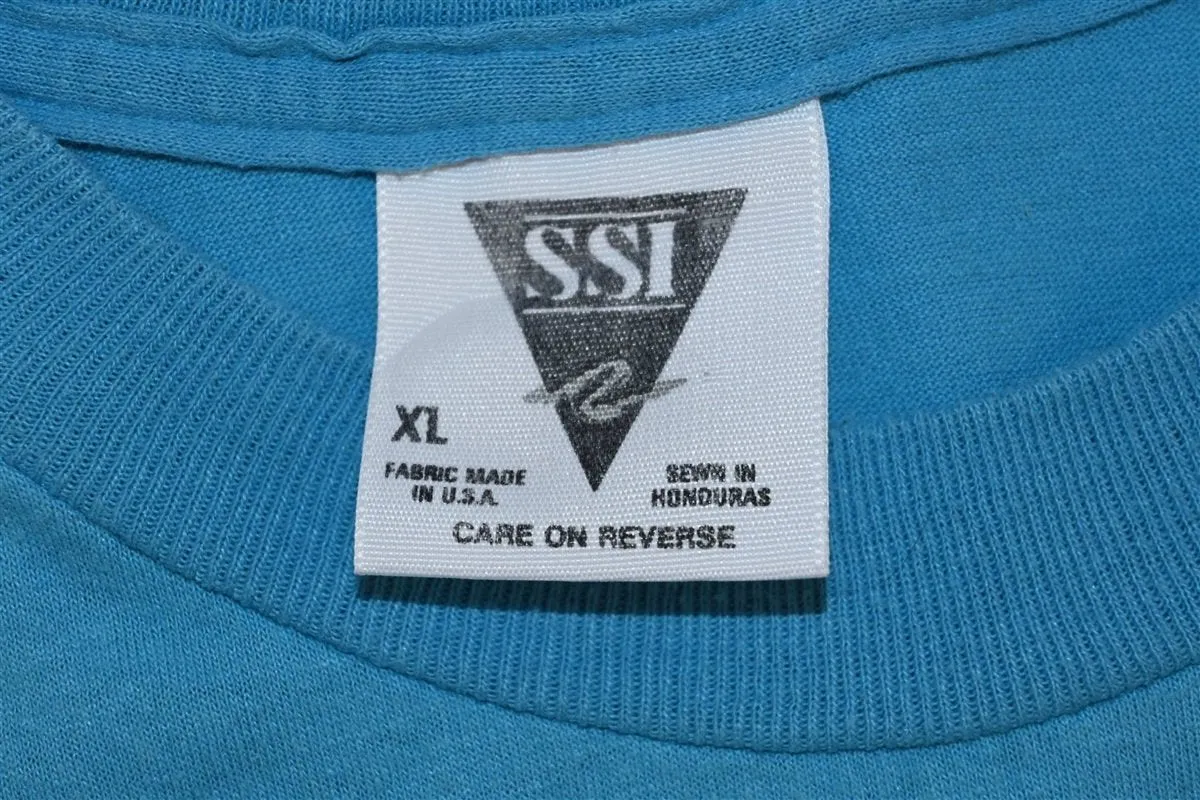 SSI
XL
FABRIC MADE
IN U.S.A.
SEWN IN
HONDURAS
CARE ON REVERSE